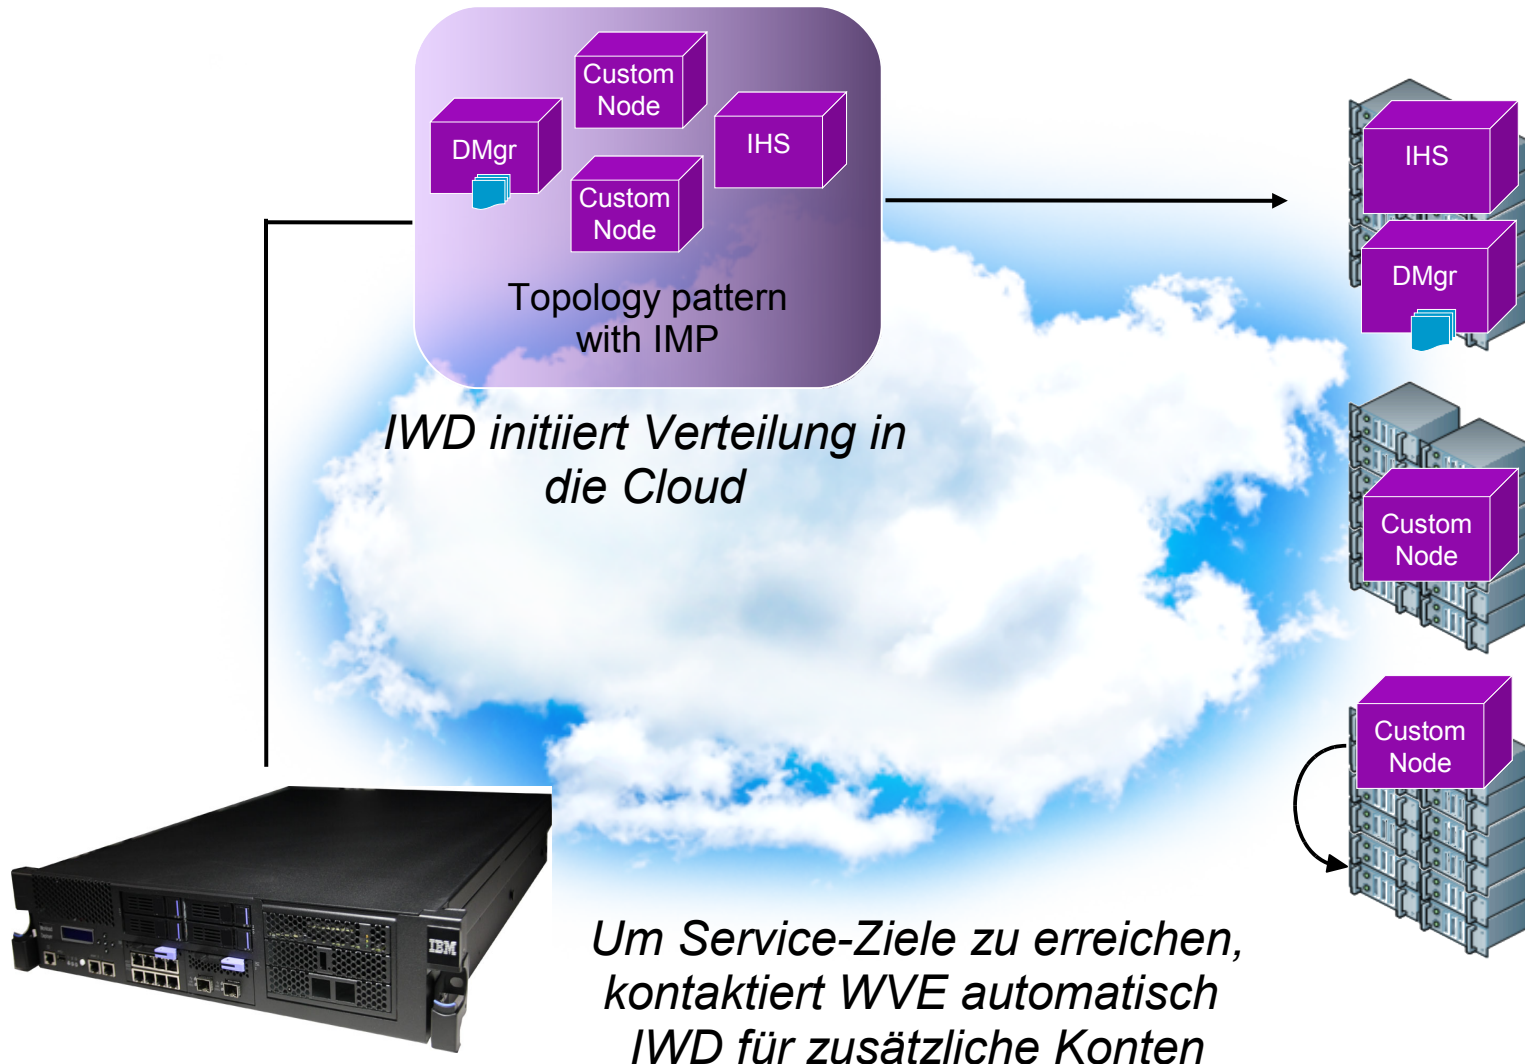 Custom
Node
DMgr
IHS
Custom
Node
Topology pattern
with IMP
IHS
DMgr
IWD initiiert Verteilung in
die Cloud
Custom
Node
Custom
Node
IBM
Um Service-Ziele zu erreichen,
kontaktiert WVE automatisch
IWD für zusätzliche Konten